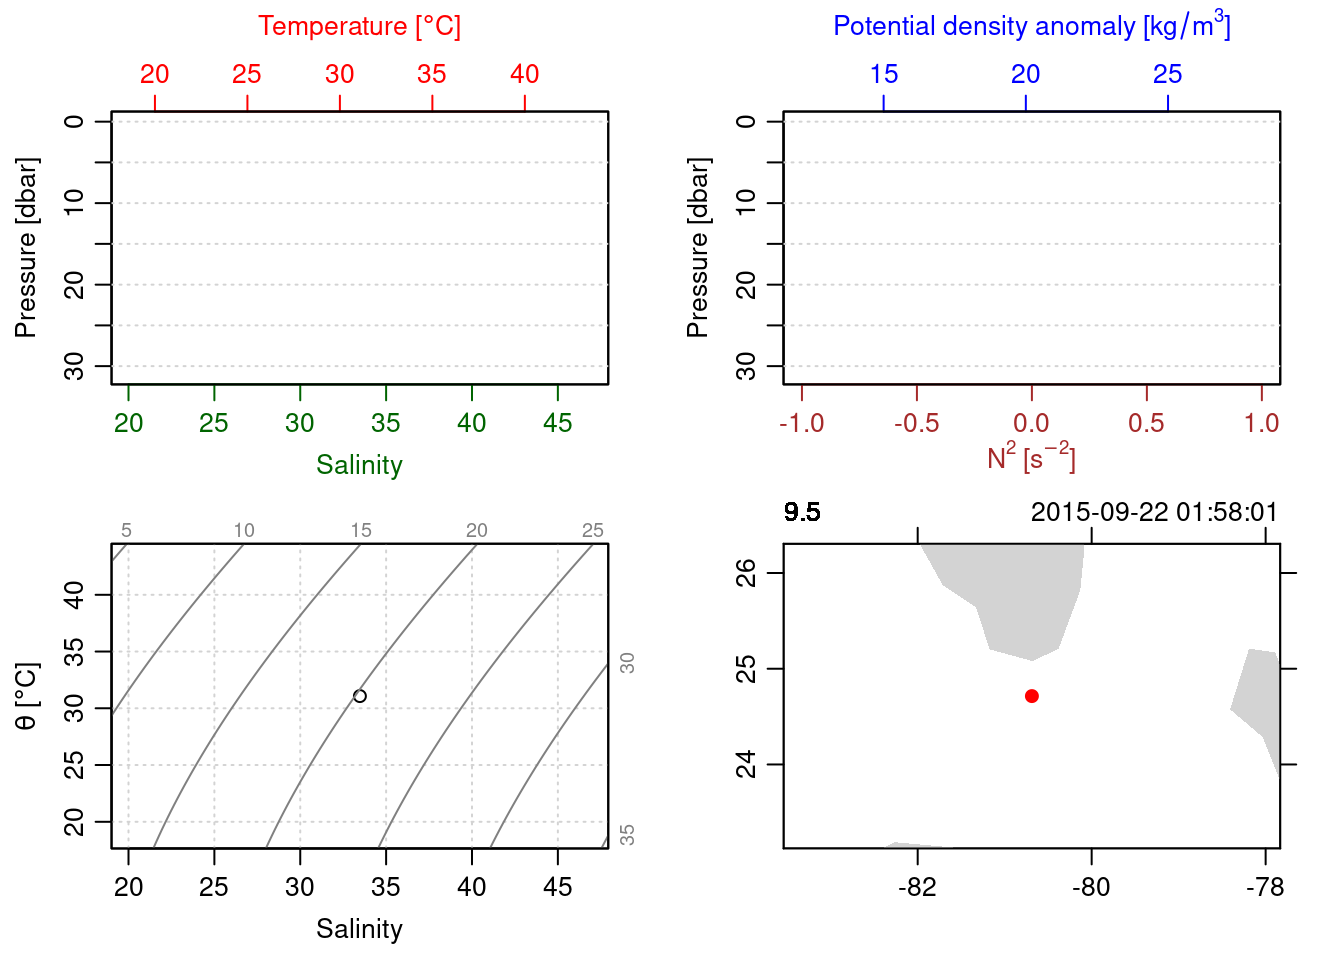 Temperature [°C]
20 25 30 35 40
0
10
20
30
Pressure [dbar]
20 25 30 35 40 45
Salinity
Potential density anomaly [kg/m³]
15 20 25
0
10
20
30
Pressure [dbar]
-1.0 -0.5 0.0 0.5 1.0
N² [s⁻²]
5 10 15 20 25
30
35
40
35
30
25
20
θ [°C]
20 25 30 35 40 45
Salinity
9.5 2015-09-22 01:58:01
26
25
24
-82 -80 -78